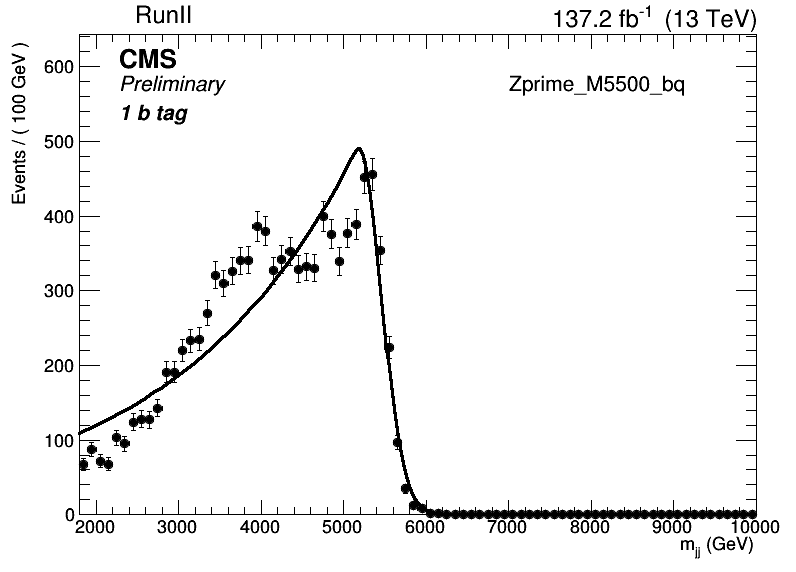 RunII
137.2 fb⁻¹ (13 TeV)
CMS
Preliminary
1 b tag
Zprime_M5500_bq
Events / ( 100 GeV )
600
500
400
300
200
100
0
2000 3000 4000 5000 6000 7000 8000 9000 10000
m_jj (GeV)